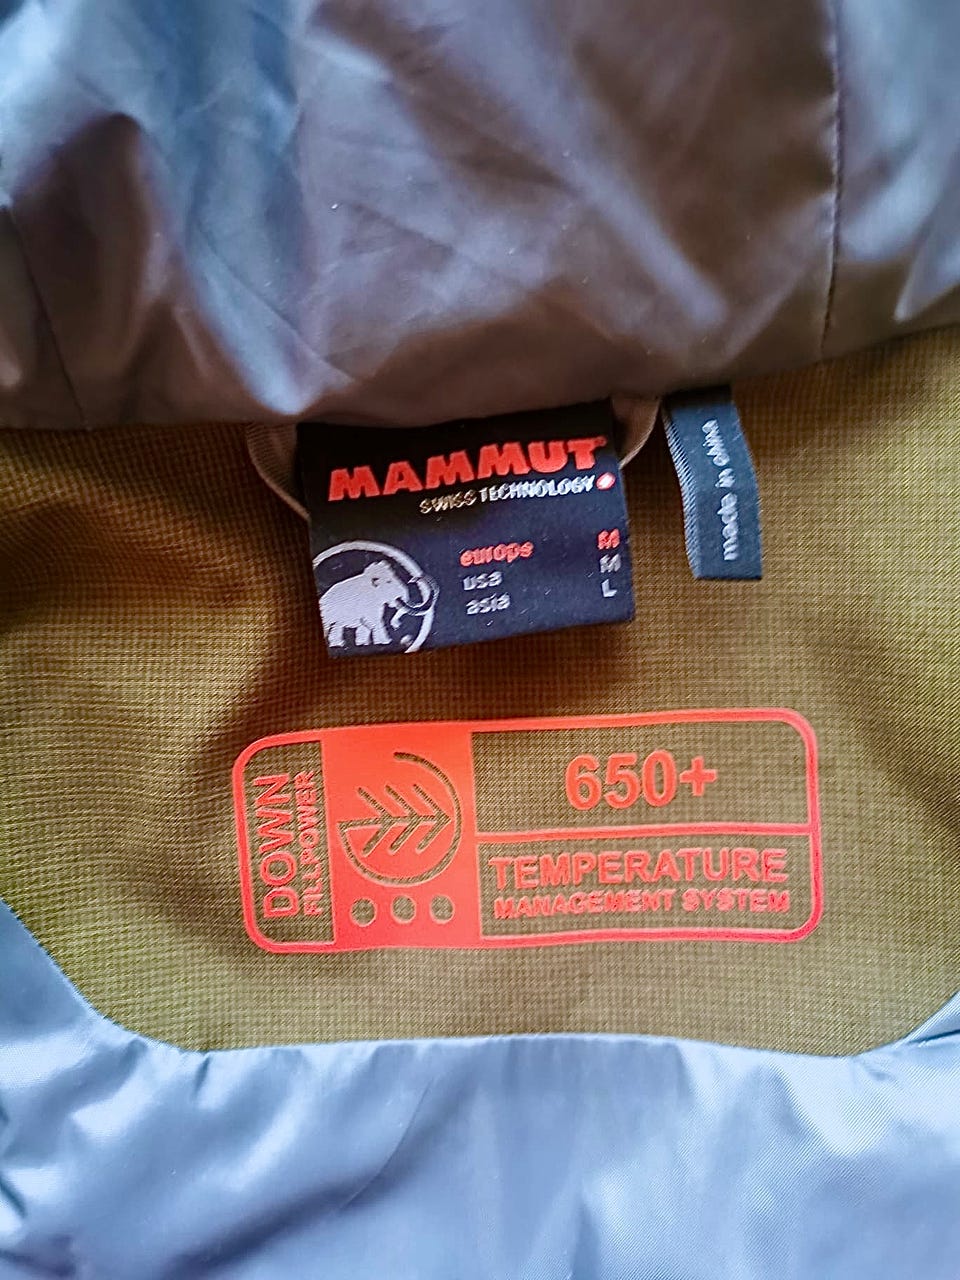 MAMMUT®
SWISS TECHNOLOGY
europe M
usa M
asia L
made in china
DOWN
FILLPOWER
650+
TEMPERATURE
MANAGEMENT SYSTEM